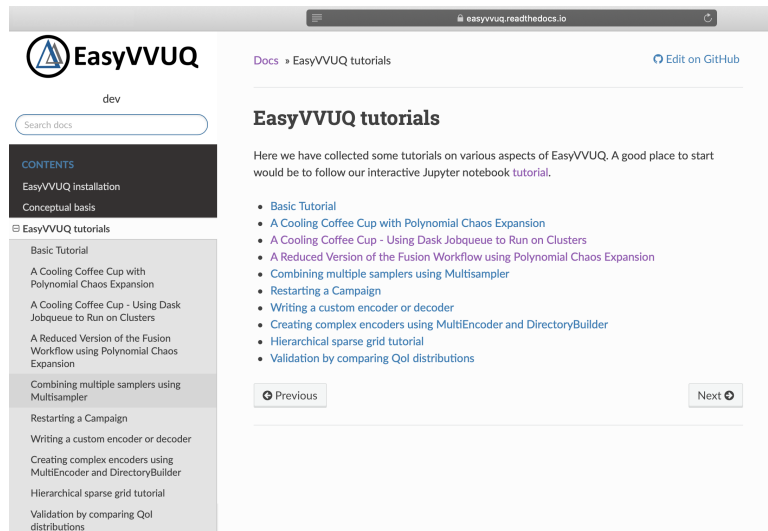 easyvvuq.readthedocs.io
EasyVVUQ
dev
Search docs
CONTENTS
EasyVVUQ installation
Conceptual basis
EasyVVUQ tutorials
Basic Tutorial
A Cooling Coffee Cup with
Polynomial Chaos Expansion
A Cooling Coffee Cup - Using Dask
Jobqueue to Run on Clusters
A Reduced Version of the Fusion
Workflow using Polynomial Chaos
Expansion
Combining multiple samplers using
Multisampler
Restarting a Campaign
Writing a custom encoder or decoder
Creating complex encoders using
MultiEncoder and DirectoryBuilder
Hierarchical sparse grid tutorial
Validation by comparing QoI
distributions
Docs » EasyVVUQ tutorials
Edit on GitHub
EasyVVUQ tutorials
Here we have collected some tutorials on various aspects of EasyVVUQ. A good place to start
would be to follow our interactive Jupyter notebook tutorial.
• Basic Tutorial
• A Cooling Coffee Cup with Polynomial Chaos Expansion
• A Cooling Coffee Cup - Using Dask Jobqueue to Run on Clusters
• A Reduced Version of the Fusion Workflow using Polynomial Chaos Expansion
• Combining multiple samplers using Multisampler
• Restarting a Campaign
• Writing a custom encoder or decoder
• Creating complex encoders using MultiEncoder and DirectoryBuilder
• Hierarchical sparse grid tutorial
• Validation by comparing QoI distributions
Previous
Next